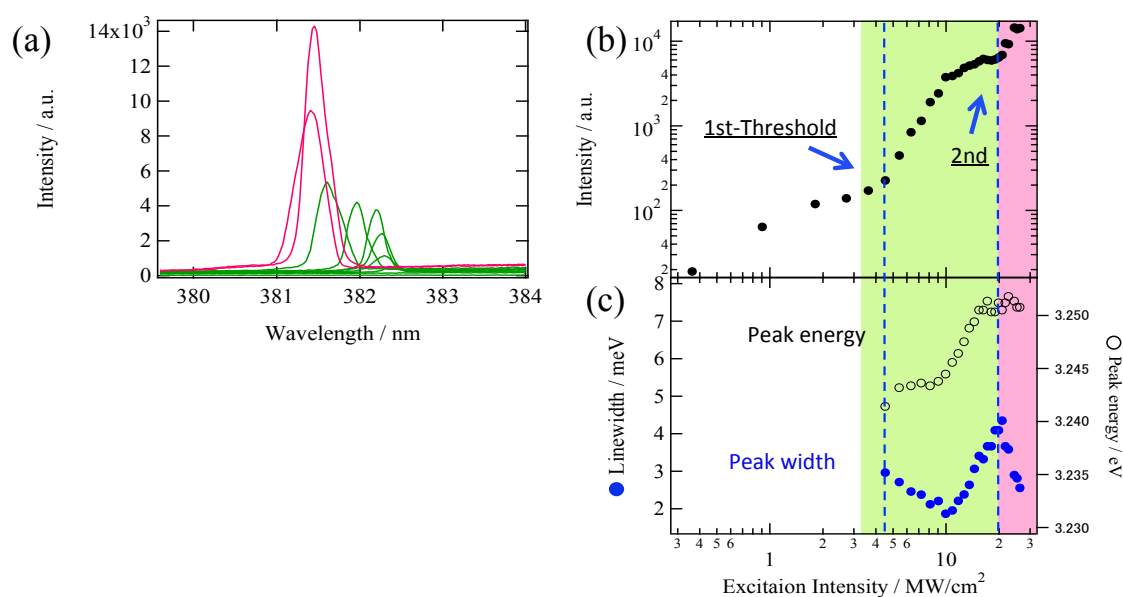 (a)
14x10³
12
10
8
6
4
2
0
Intensity / a.u.
380
381
382
383
384
Wavelength / nm
(b)
10⁴
6
4
2
10³
6
4
2
10²
6
4
2
Intensity / a.u.
1st-Threshold
2nd
(c)
8
7
6
5
4
3
2
Linewidth / meV
Peak energy
Peak width
3.250
3.245
3.240
3.235
3.230
Peak energy / eV
3 4 5 6 2 3 4 5 6 2 3
1 10
Excitaion Intensity / MW/cm²